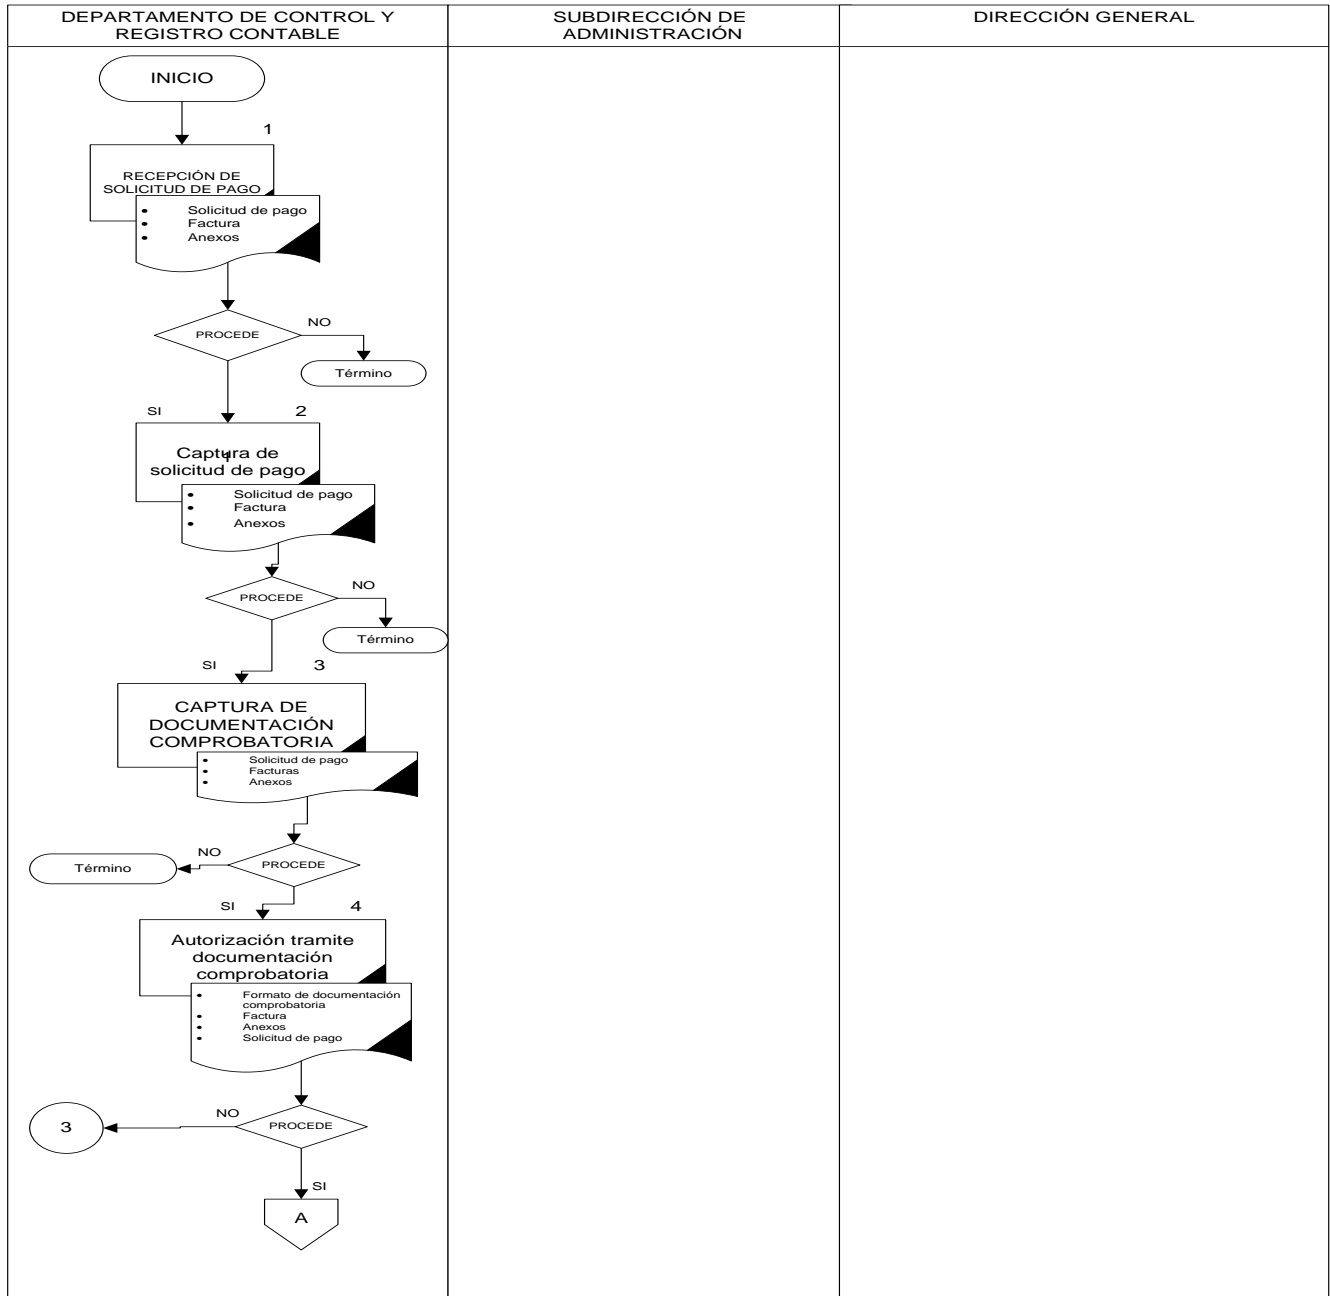 DEPARTAMENTO DE CONTROL Y
REGISTRO CONTABLE
SUBDIRECCIÓN DE
ADMINISTRACIÓN
DIRECCIÓN GENERAL
INICIO
1
RECEPCIÓN DE
SOLICITUD DE PAGO
• Solicitud de pago
• Factura
• Anexos
PROCEDE
NO
Término
SI
2
Captura de
1
solicitud de pago
• Solicitud de pago
• Factura
• Anexos
PROCEDE
NO
Término
SI
3
CAPTURA DE
DOCUMENTACIÓN
COMPROBATORIA
• Solicitud de pago
• Facturas
• Anexos
NO
PROCEDE
Término
SI
4
Autorización tramite
documentación
comprobatoria
• Formato de documentación
comprobatoria
• Factura
• Anexos
• Solicitud de pago
NO
PROCEDE
3
SI
A